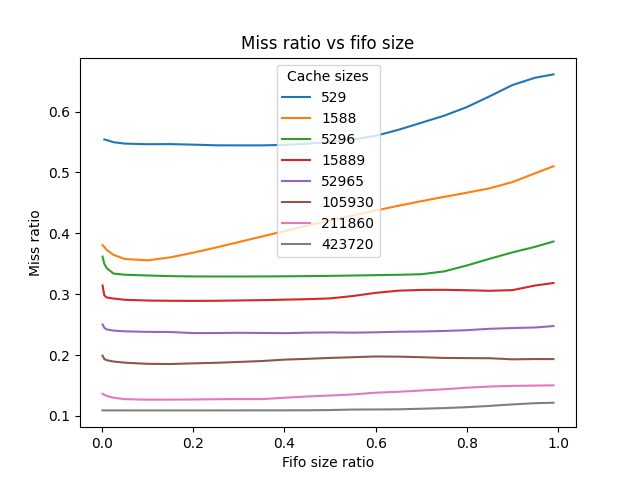 Miss ratio vs fifo size
Cache sizes
529
1588
5296
15889
52965
105930
211860
423720
Miss ratio
0.6
0.5
0.4
0.3
0.2
0.1
0.0 0.2 0.4 0.6 0.8 1.0
Fifo size ratio